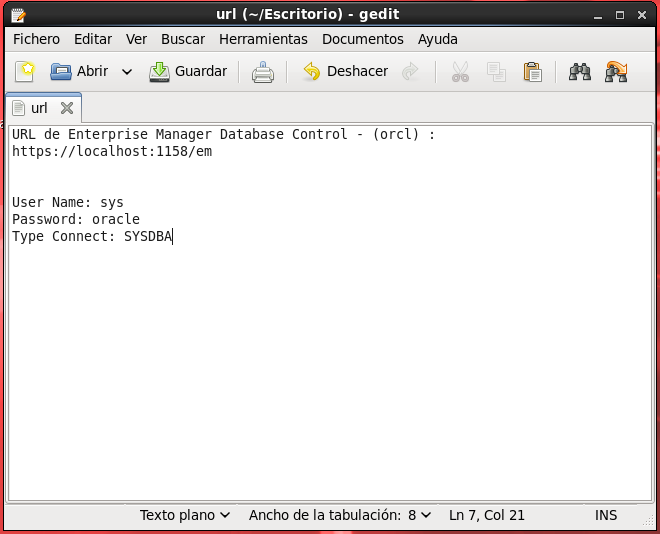 url (~/Escritorio) - gedit
Fichero Editar Ver Buscar Herramientas Documentos Ayuda
Abrir Guardar Deshacer
url
URL de Enterprise Manager Database Control - (orcl) :
https://localhost:1158/em
User Name: sys
Password: oracle
Type Connect: SYSDBA
Texto plano Ancho de la tabulación: 8 Ln 7, Col 21 INS